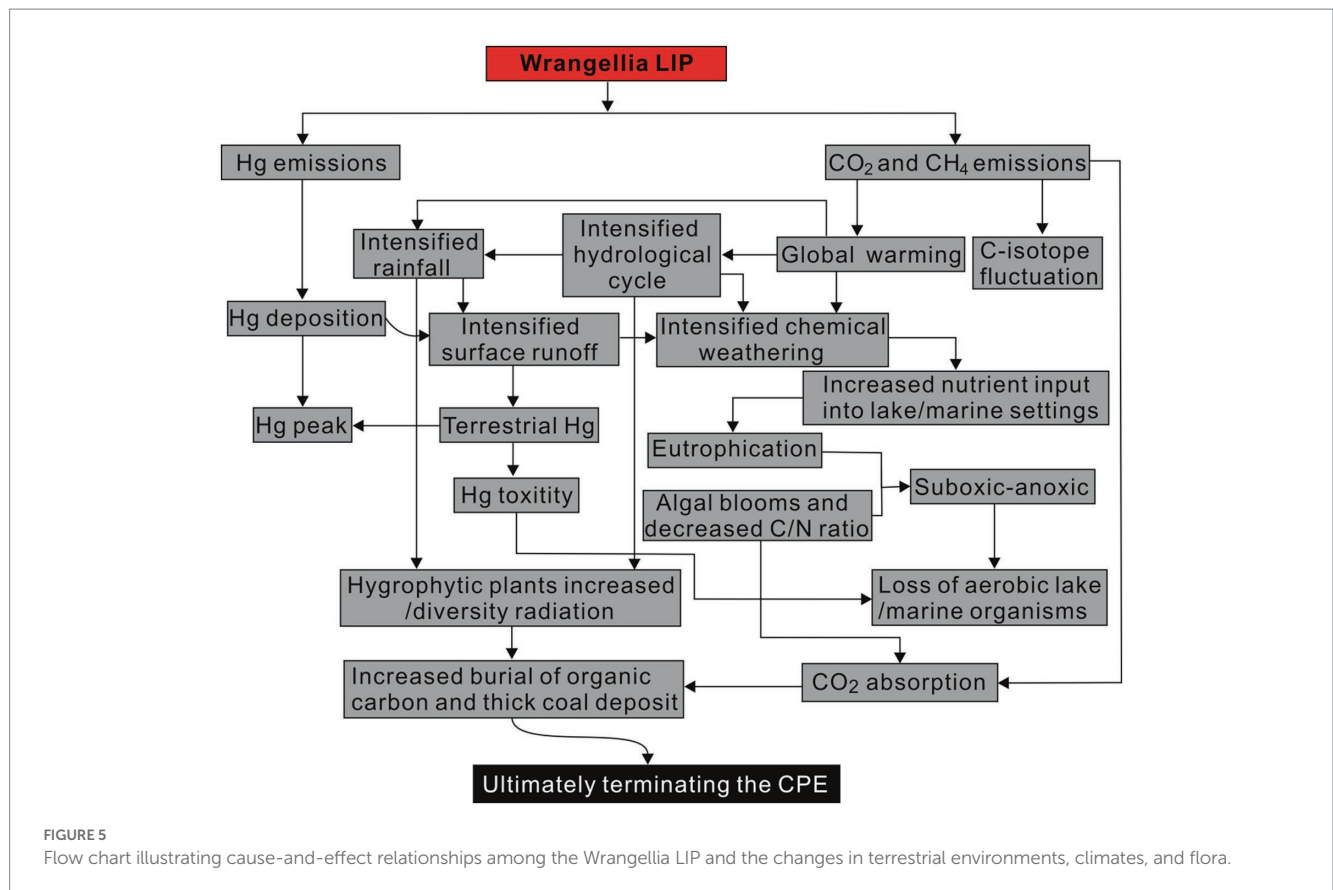 Wrangellia LIP
Hg emissions
CO₂ and CH₄ emissions
Intensified
rainfall
Intensified
hydrological
cycle
Global warming
C-isotope
fluctuation
Hg deposition
Intensified
surface runoff
Intensified chemical
weathering
Increased nutrient input
into lake/marine settings
Hg peak
Terrestrial Hg
Eutrophication
Hg toxitity
Algal blooms and
decreased C/N ratio
Suboxic-anoxic
Hygrophytic plants increased
/diversity radiation
Loss of aerobic lake
/marine organisms
Increased burial of organic
carbon and thick coal deposit
CO₂ absorption
Ultimately terminating the CPE
FIGURE 5
Flow chart illustrating cause-and-effect relationships among the Wrangellia LIP and the changes in terrestrial environments, climates, and flora.